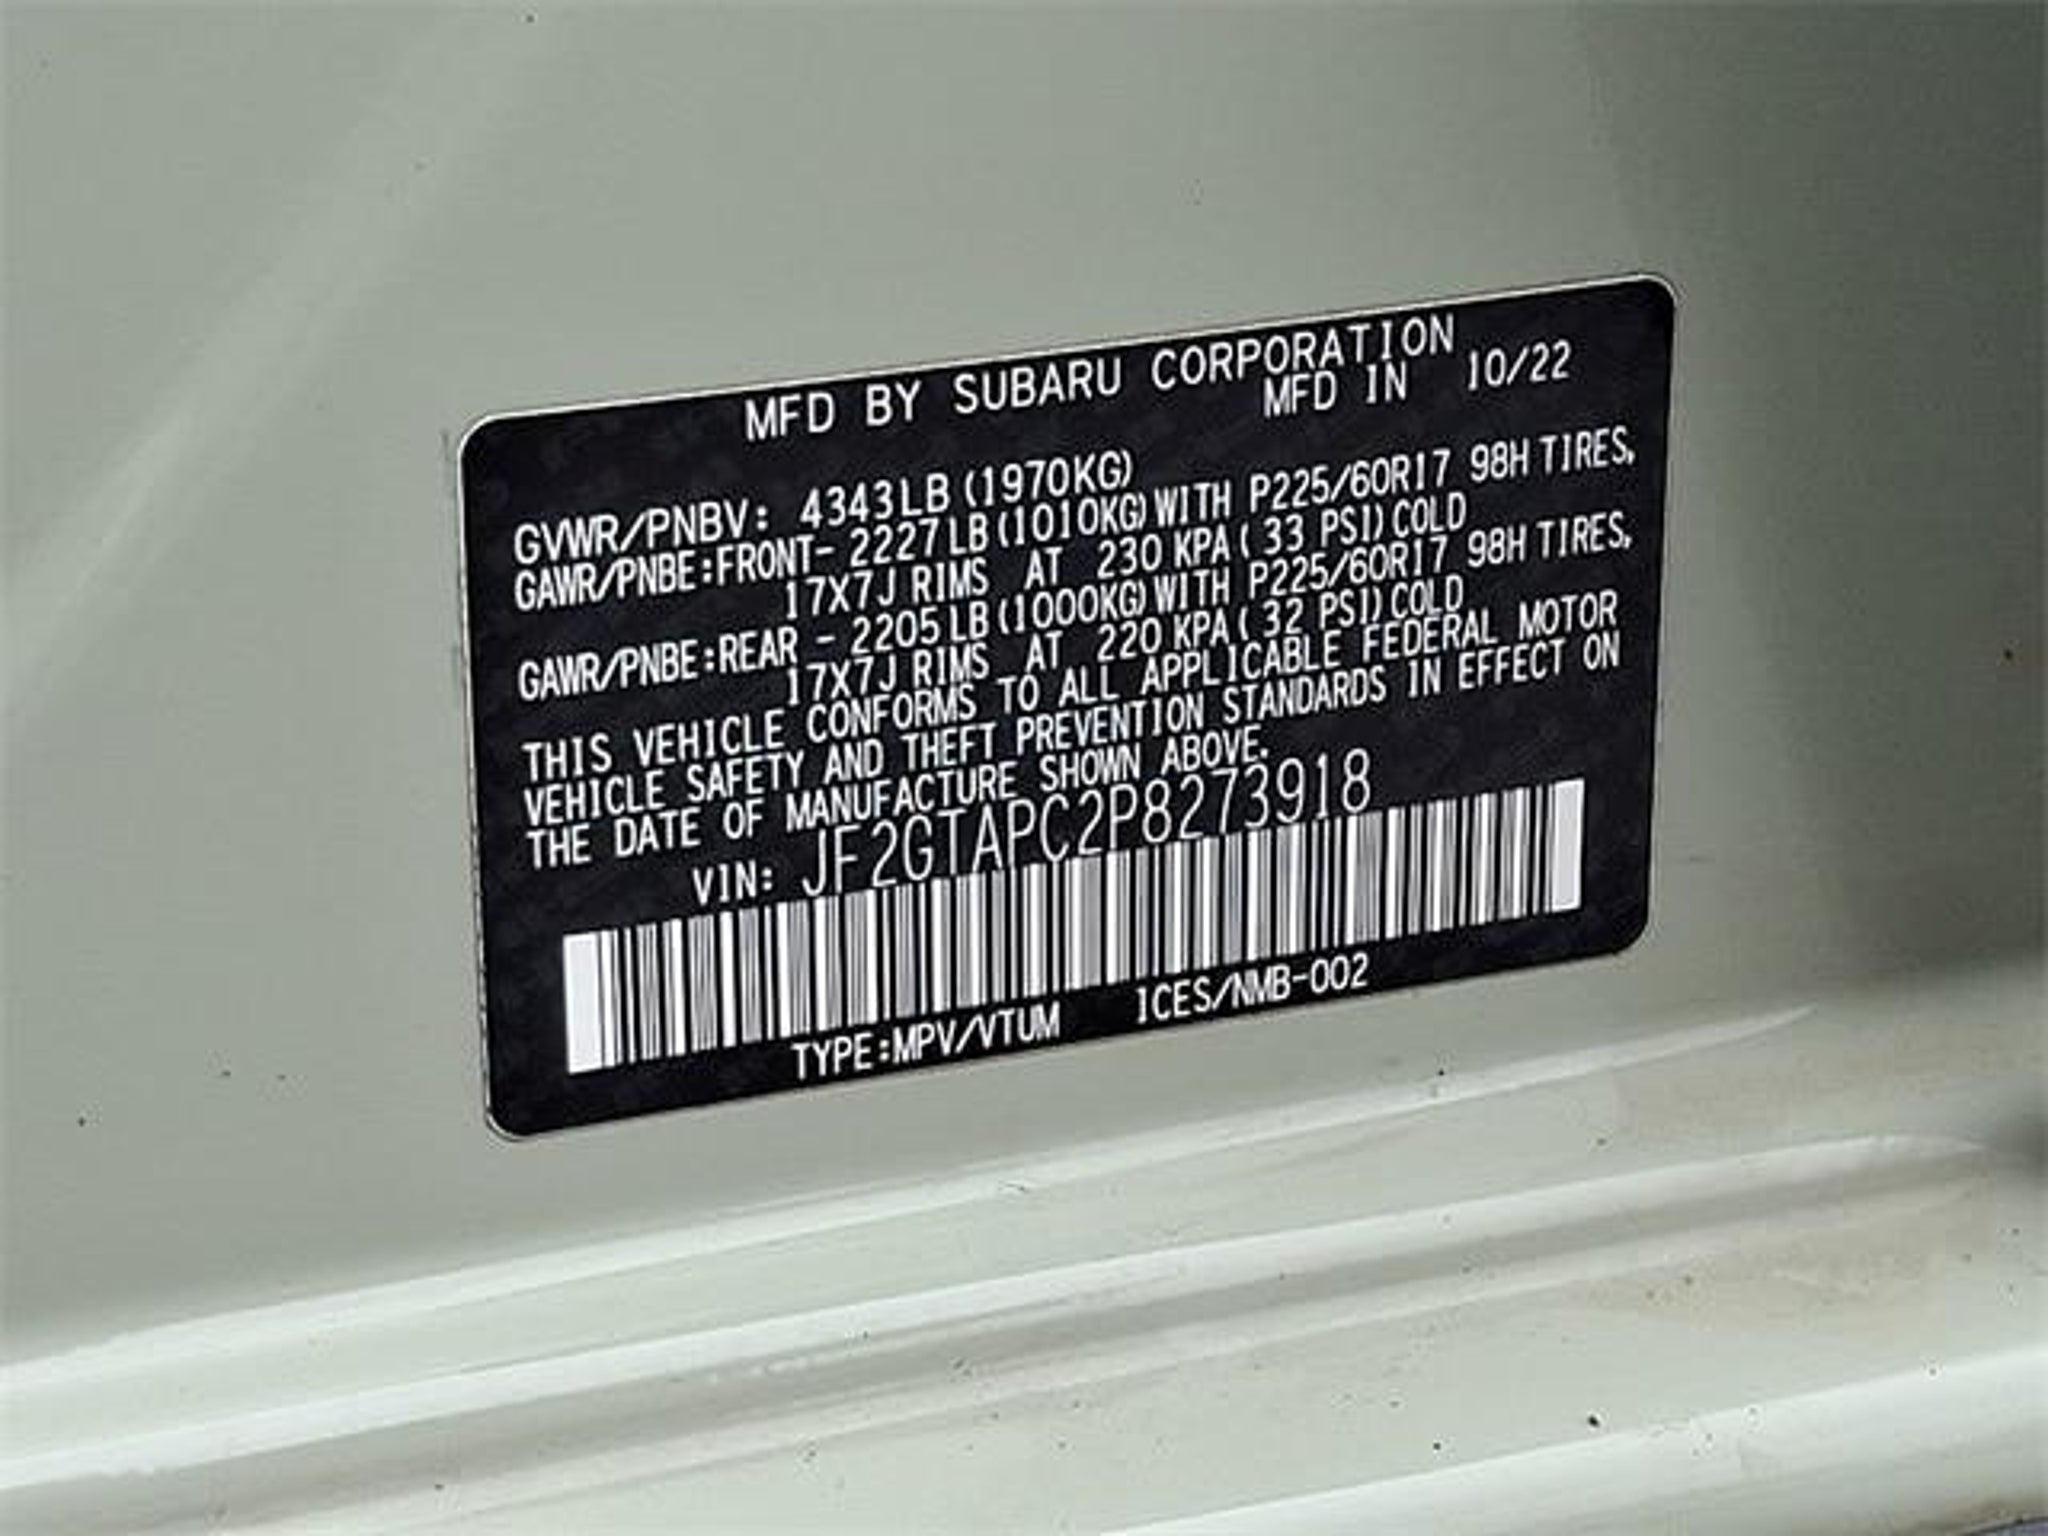 MFD BY SUBARU CORPORATION
MFD IN 10/22
GVWR/PNBV: 4343LB (1970KG)
GAWR/PNBE:FRONT- 2227LB (1010KG) WITH P225/60R17 98H TIRES,
17X7J RIMS AT 230 KPA ( 33 PSI) COLD
GAWR/PNBE:REAR - 2205LB (1000KG) WITH P225/60R17 98H TIRES,
17X7J RIMS AT 220 KPA ( 32 PSI) COLD
THIS VEHICLE CONFORMS TO ALL APPLICABLE FEDERAL MOTOR
VEHICLE SAFETY AND THEFT PREVENTION STANDARDS IN EFFECT ON
THE DATE OF MANUFACTURE SHOWN ABOVE.
VIN: JF2GTAPC2P8273918
TYPE:MPV/VTUM ICES/NMB-002